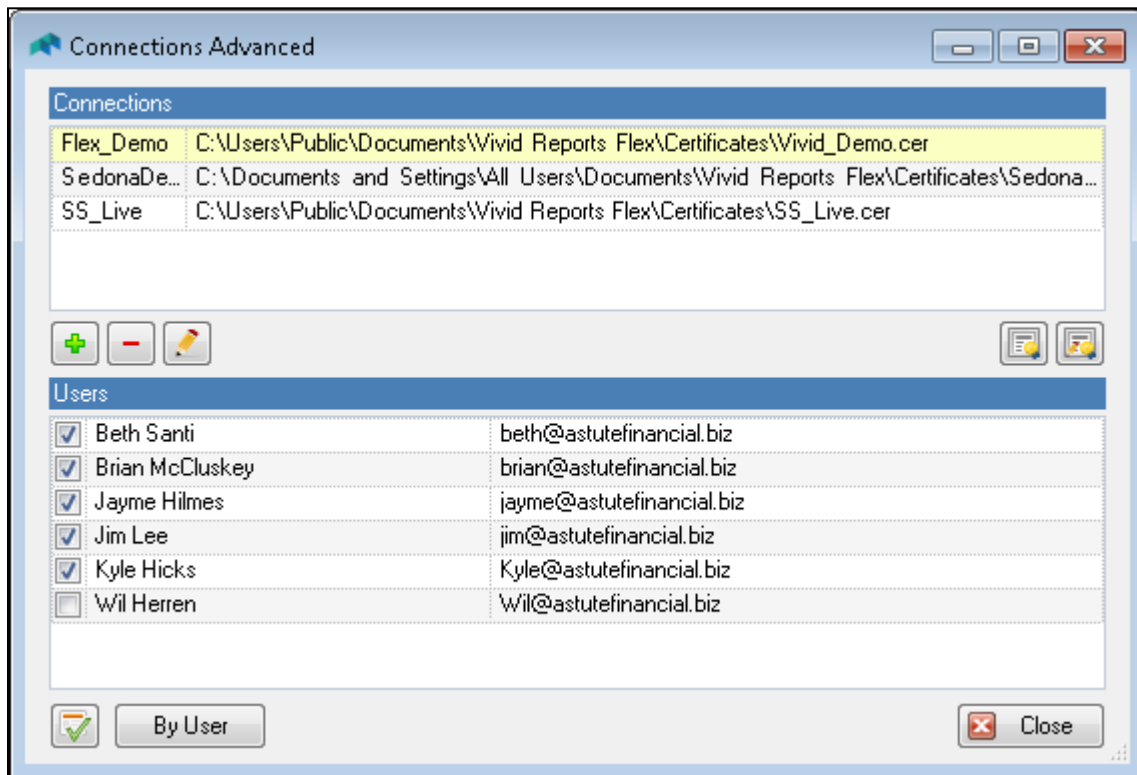 Connections Advanced
Connections
Flex_Demo C:\Users\Public\Documents\Vivid Reports Flex\Certificates\Vivid_Demo.cer
SedonaDe... C:\Documents and Settings\All Users\Documents\Vivid Reports Flex\Certificates\Sedona...
SS_Live C:\Users\Public\Documents\Vivid Reports Flex\Certificates\SS_Live.cer
Users
Beth Santi beth@astutefinancial.biz
Brian McCluskey brian@astutefinancial.biz
Jayme Hilmes jayme@astutefinancial.biz
Jim Lee jim@astutefinancial.biz
Kyle Hicks Kyle@astutefinancial.biz
Wil Herren Wil@astutefinancial.biz
By User Close